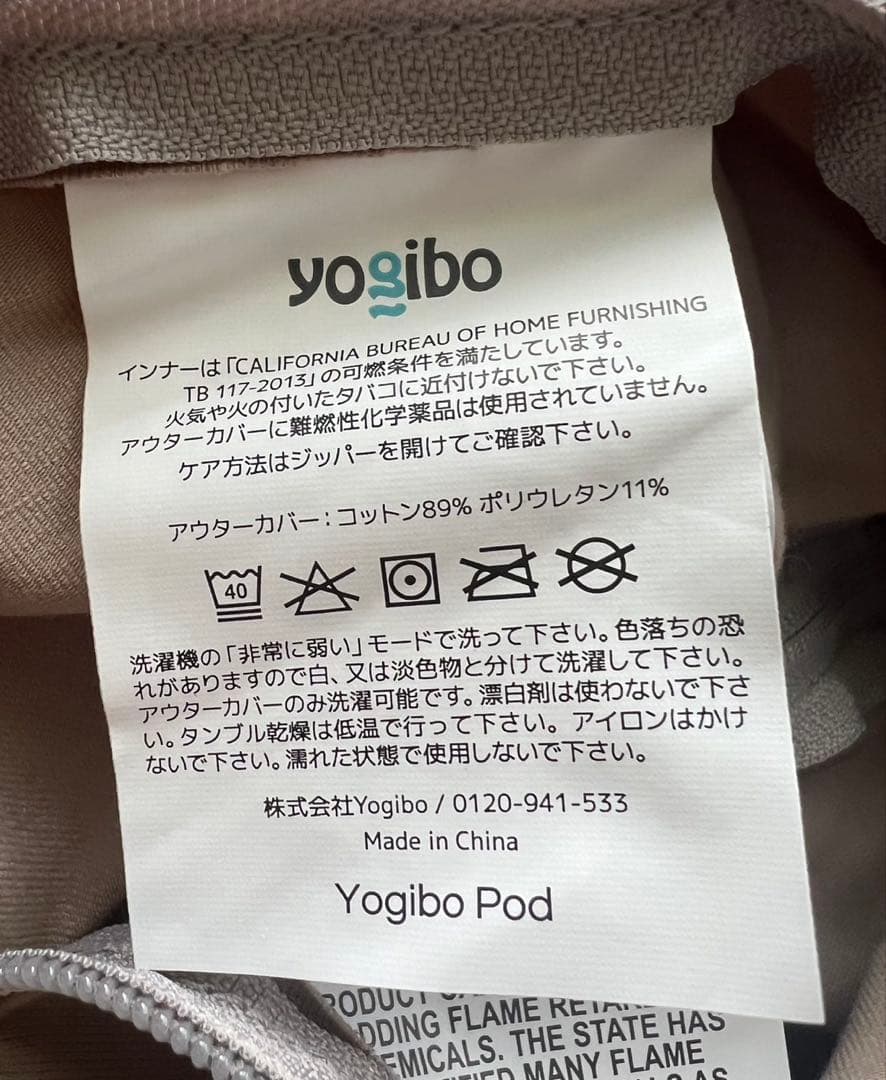 yogibo
インナーは「CALIFORNIA BUREAU OF HOME FURNISHING
TB 117-2013」の可燃条件を満たしています。
火気や火の付いたタバコに近付けないで下さい。
アウターカバーに難燃性化学薬品は使用されていません。
ケア方法はジッパーを開けてご確認下さい。
アウターカバー：コットン89% ポリウレタン11%
40
洗濯機の「非常に弱い」モードで洗って下さい。色落ちの恐
れがありますので白、又は淡色物と分けて洗濯して下さい。
アウターカバーのみ洗濯可能です。漂白剤は使わないで下さ
い。タンブル乾燥は低温で行って下さい。アイロンはかけ
ないで下さい。濡れた状態で使用しないで下さい。
株式会社Yogibo / 0120-941-533
Made in China
Yogibo Pod
FLAME
THE STATE HAS
MANY FLAME
AS